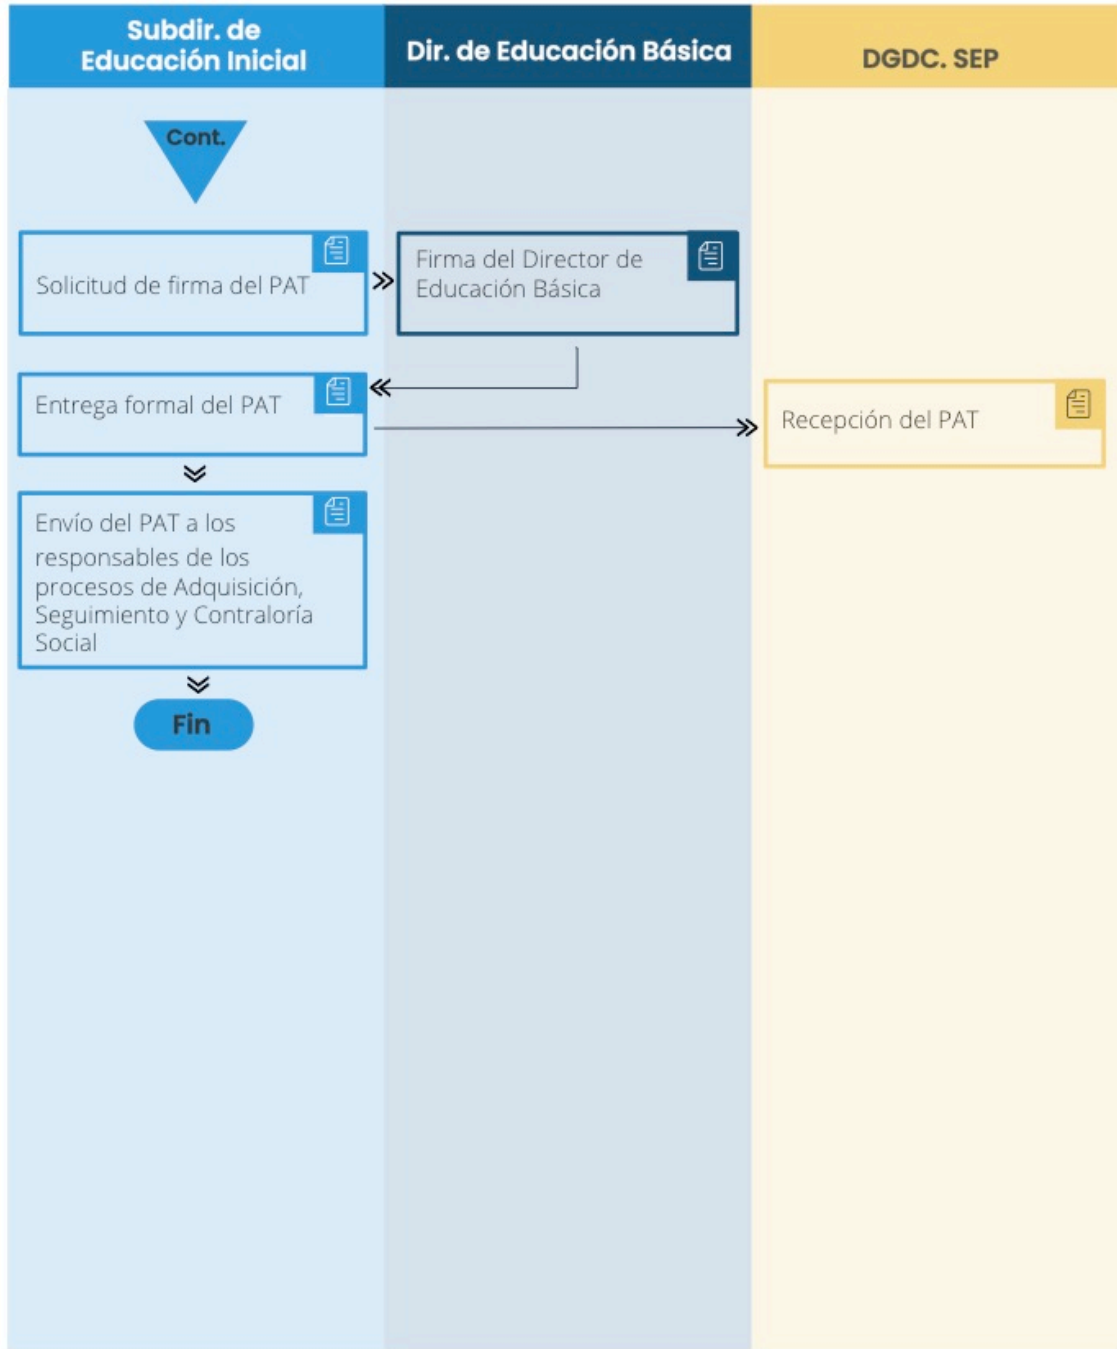 Subdir. de
Educación Inicial
Dir. de Educación Básica
DGDC. SEP
Cont.
Solicitud de firma del PAT
Firma del Director de
Educación Básica
Entrega formal del PAT
Recepción del PAT
Envío del PAT a los
responsables de los
procesos de Adquisición,
Seguimiento y Contraloría
Social
Fin